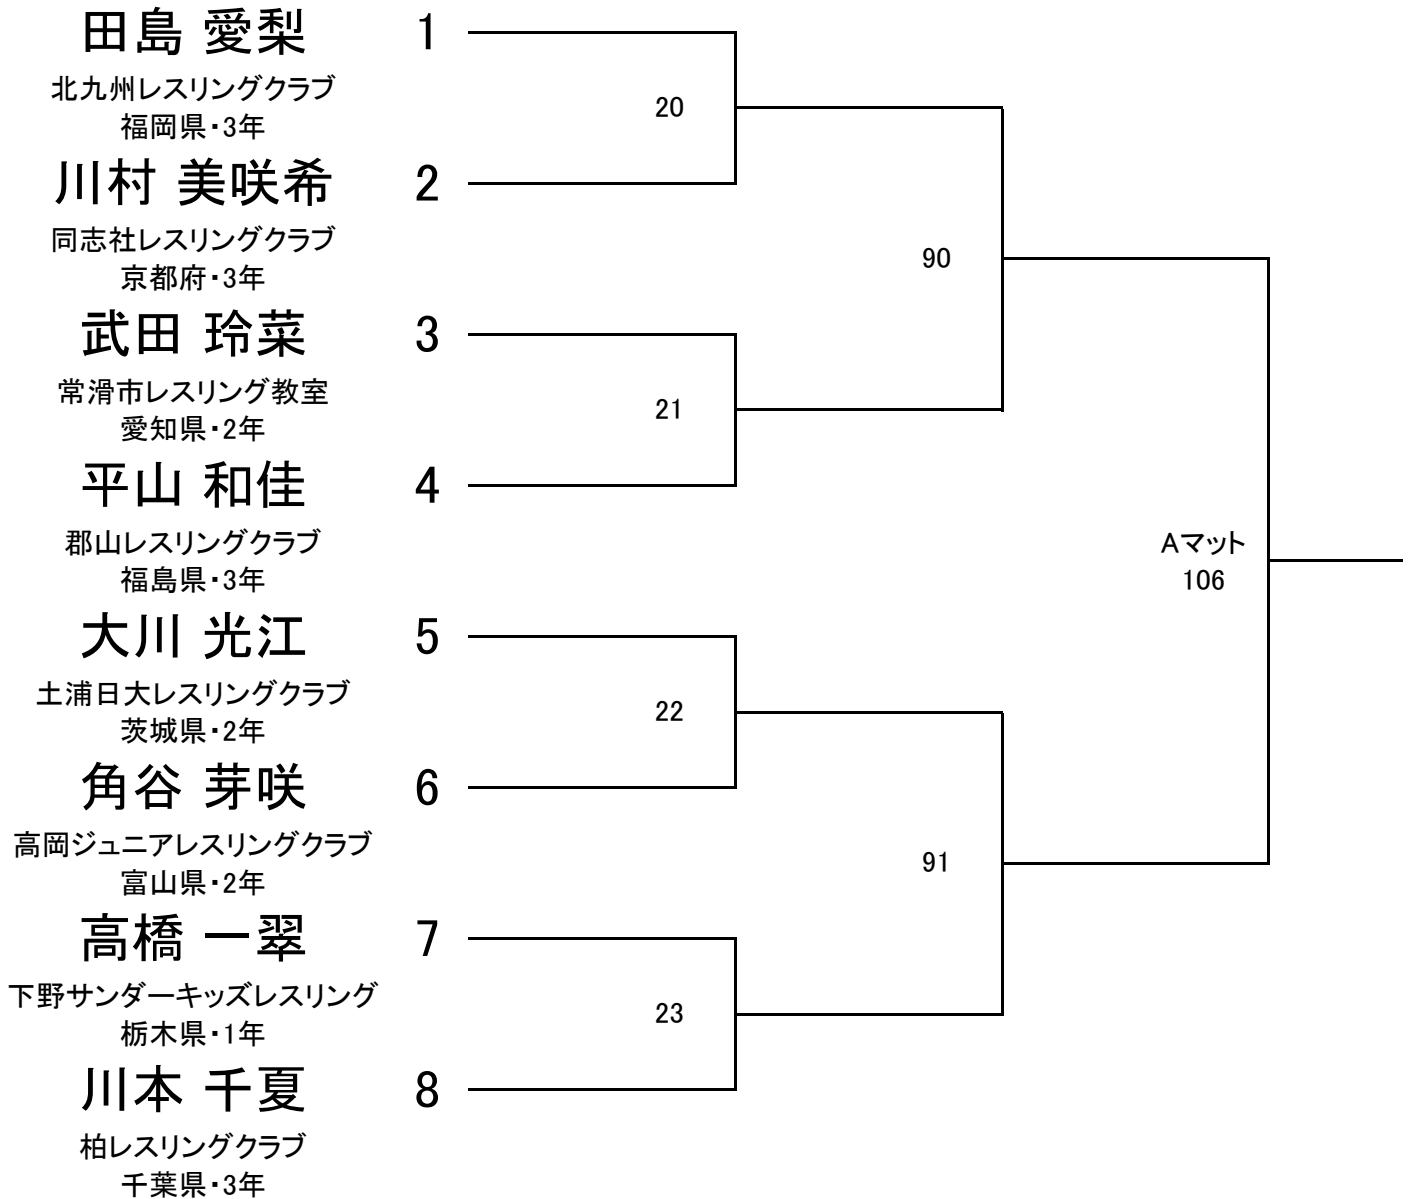 田島 愛梨 1
北九州レスリングクラブ
福岡県・3年
20
川村 美咲希 2
同志社レスリングクラブ
京都府・3年
90
武田 玲菜 3
常滑市レスリング教室
愛知県・2年
21
平山 和佳 4
郡山レスリングクラブ
福島県・3年
Aマット
106
大川 光江 5
土浦日大レスリングクラブ
茨城県・2年
22
角谷 芽咲 6
高岡ジュニアレスリングクラブ
富山県・2年
91
高橋 一翠 7
下野サンダーキッズレスリング
栃木県・1年
23
川本 千夏 8
柏レスリングクラブ
千葉県・3年